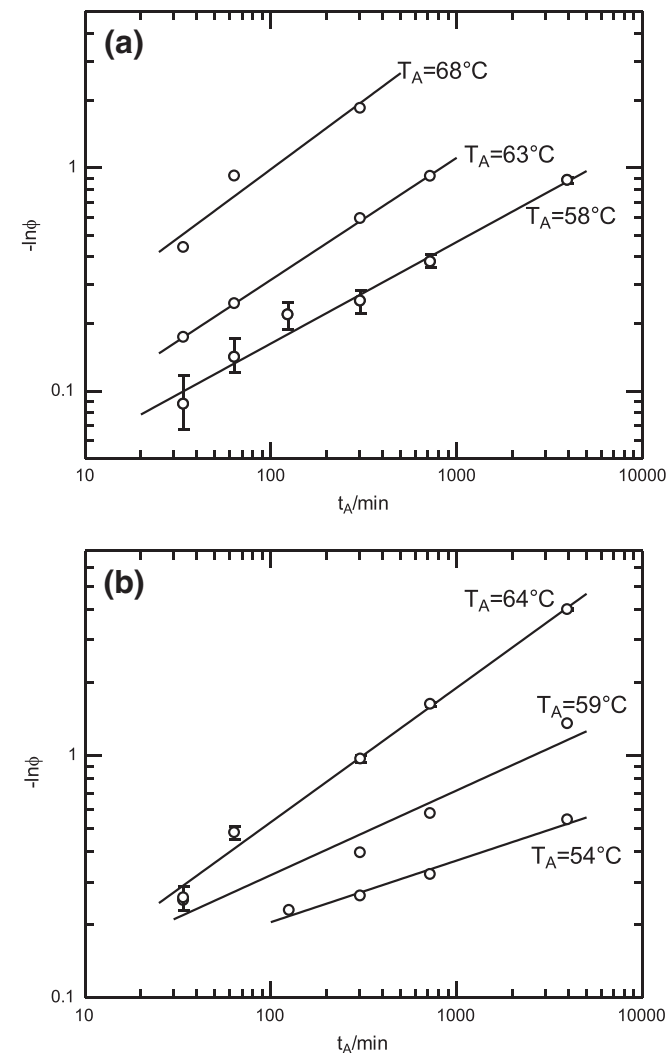 (a)
T_A=68°C
T_A=63°C
T_A=58°C
1
0.1
-lnϕ
10 100 1000 10000
t_A/min
(b)
T_A=64°C
T_A=59°C
T_A=54°C
1
0.1
-lnϕ
10 100 1000 10000
t_A/min